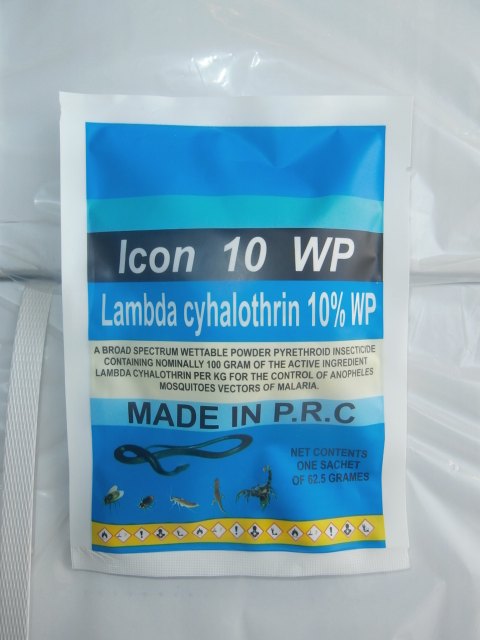 Icon 10 WP
Lambda cyhalothrin 10% WP
A BROAD SPECTRUM WETTABLE POWDER PYRETHROID INSECTICIDE
CONTAINING NOMINALLY 100 GRAM OF THE ACTIVE INGREDIENT
LAMBDA CYHALOTHRIN PER KG FOR THE CONTROL OF ANOPHELES
MOSQUITOES VECTORS OF MALARIA.
MADE IN P.R.C
NET CONTENTS
ONE SACHET
OF 62.5 GRAMES